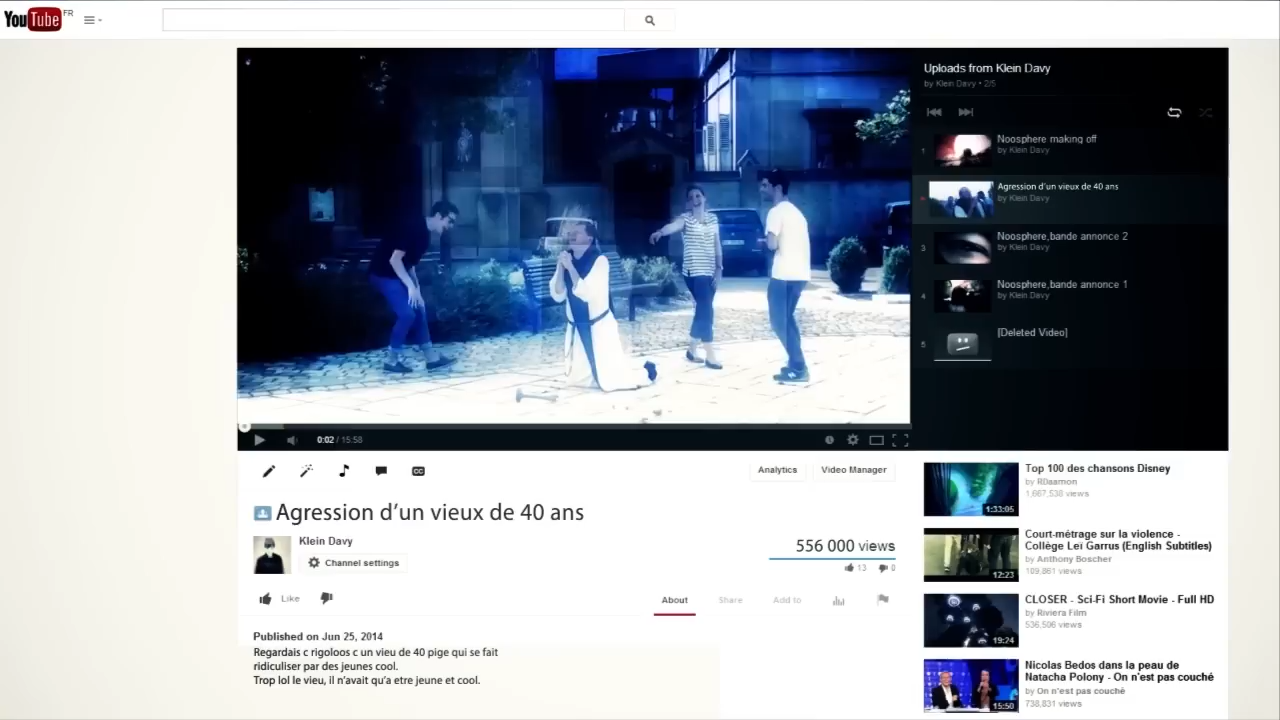 YouTube FR
Uploads from Klein Davy
by Klein Davy • 2/5
1
Noosphere making off
by Klein Davy
Agression d'un vieux de 40 ans
by Klein Davy
3
Noosphere,bande annonce 2
by Klein Davy
4
Noosphere,bande annonce 1
by Klein Davy
5
[Deleted Video]
0:02 / 15:58
CC
Analytics
Video Manager
Agression d'un vieux de 40 ans
Klein Davy
Channel settings
556 000 views
13
0
Like
About
Share
Add to
Published on Jun 25, 2014
Regardais c rigoloos c un vieu de 40 pige qui se fait
ridiculiser par des jeunes cool.
Trop lol le vieu, il n'avait qu'a etre jeune et cool.
Top 100 des chansons Disney
by RDaamon
1,667,538 views
1:33:05
Court-métrage sur la violence -
Collège Leï Garrus (English Subtitles)
by Anthony Boscher
109,861 views
12:23
CLOSER - Sci-Fi Short Movie - Full HD
by Riviera Film
536,506 views
19:24
Nicolas Bedos dans la peau de
Natacha Polony - On n'est pas couché
by On n'est pas couché
738,831 views
15:50